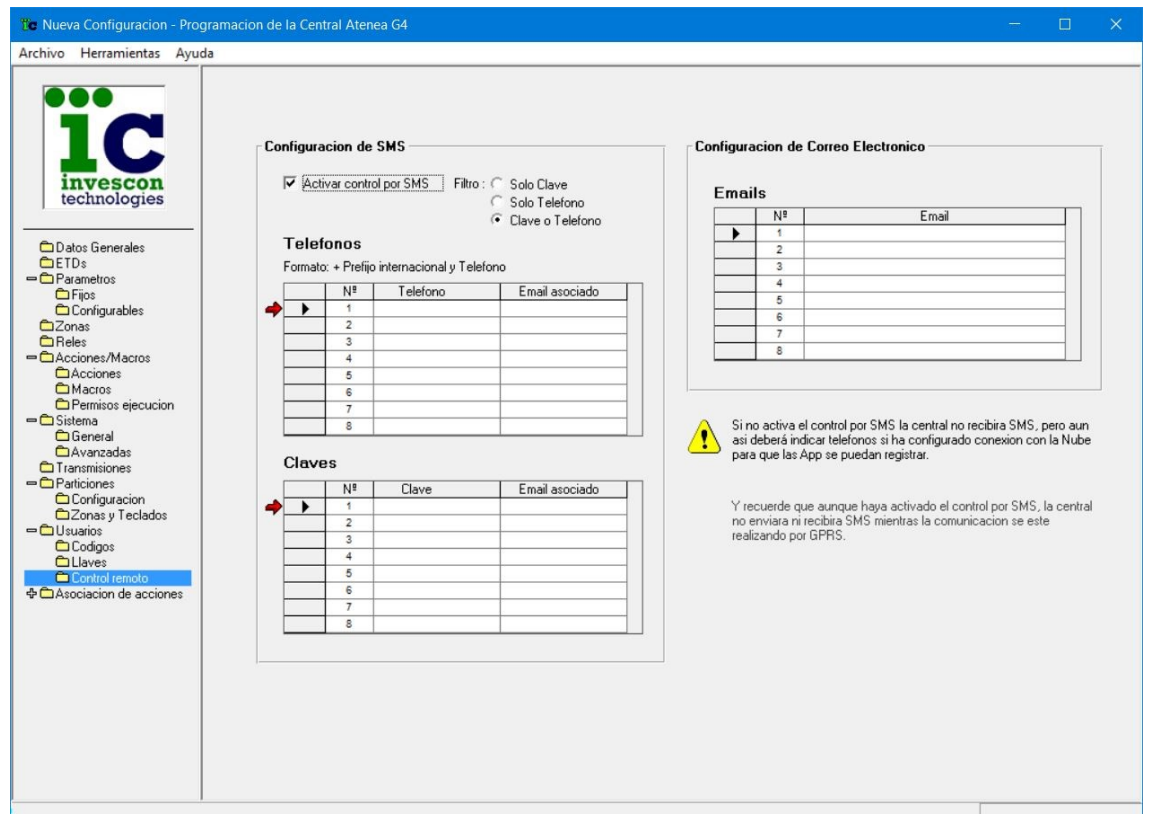 ic Nueva Configuracion - Programacion de la Central Atenea G4
Archivo Herramientas Ayuda
ic
invescon
technologies
Datos Generales
ETDs
Parametros
Fijos
Configurables
Zonas
Reles
Acciones/Macros
Acciones
Macros
Permisos ejecucion
Sistema
General
Avanzadas
Transmisiones
Particiones
Configuracion
Zonas y Teclados
Usuarios
Codigos
Llaves
Control remoto
Asociacion de acciones
Configuracion de SMS
Activar control por SMS Filtro : Solo Clave
Solo Telefono
Clave o Telefono
Telefonos
Formato: + Prefijo internacional y Telefono
Nº Telefono Email asociado
1
2
3
4
5
6
7
8
Claves
Nº Clave Email asociado
1
2
3
4
5
6
7
8
Configuracion de Correo Electronico
Emails
Nº Email
1
2
3
4
5
6
7
8
Si no activa el control por SMS la central no recibira SMS, pero aun
asi deberá indicar telefonos si ha configurado conexion con la Nube
para que las App se puedan registrar.
Y recuerde que aunque haya activado el control por SMS, la central
no enviara ni recibira SMS mientras la comunicacion se este
realizando por GPRS.